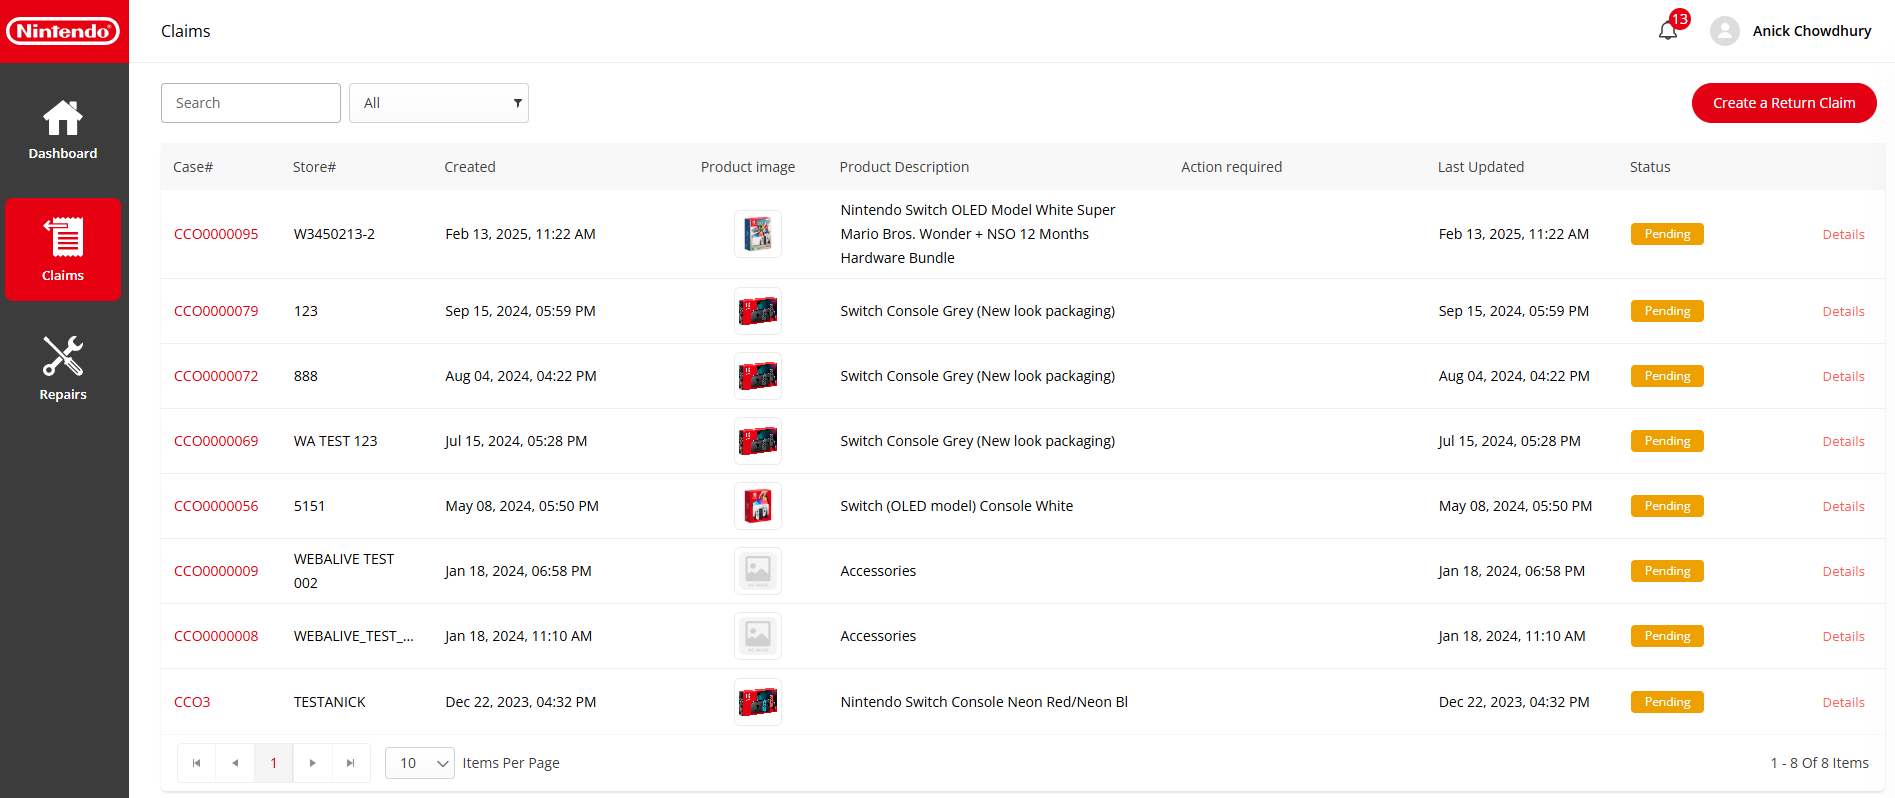 Nintendo
Claims
13
Anick Chowdhury
Dashboard
Claims
Repairs
Search
All
Create a Return Claim
Case# Store# Created Product image Product Description Action required Last Updated Status
CCO0000095 W3450213-2 Feb 13, 2025, 11:22 AM Nintendo Switch OLED Model White Super Feb 13, 2025, 11:22 AM Pending Details
Mario Bros. Wonder + NSO 12 Months
Hardware Bundle
CCO0000079 123 Sep 15, 2024, 05:59 PM Switch Console Grey (New look packaging) Sep 15, 2024, 05:59 PM Pending Details
CCO0000072 888 Aug 04, 2024, 04:22 PM Switch Console Grey (New look packaging) Aug 04, 2024, 04:22 PM Pending Details
CCO0000069 WA TEST 123 Jul 15, 2024, 05:28 PM Switch Console Grey (New look packaging) Jul 15, 2024, 05:28 PM Pending Details
CCO0000056 5151 May 08, 2024, 05:50 PM Switch (OLED model) Console White May 08, 2024, 05:50 PM Pending Details
CCO0000009 WEBALIVE TEST Jan 18, 2024, 06:58 PM Accessories Jan 18, 2024, 06:58 PM Pending Details
002
CCO0000008 WEBALIVE_TEST_... Jan 18, 2024, 11:10 AM Accessories Jan 18, 2024, 11:10 AM Pending Details
CCO3 TESTANICK Dec 22, 2023, 04:32 PM Nintendo Switch Console Neon Red/Neon Bl Dec 22, 2023, 04:32 PM Pending Details
1 10 Items Per Page 1 - 8 Of 8 Items